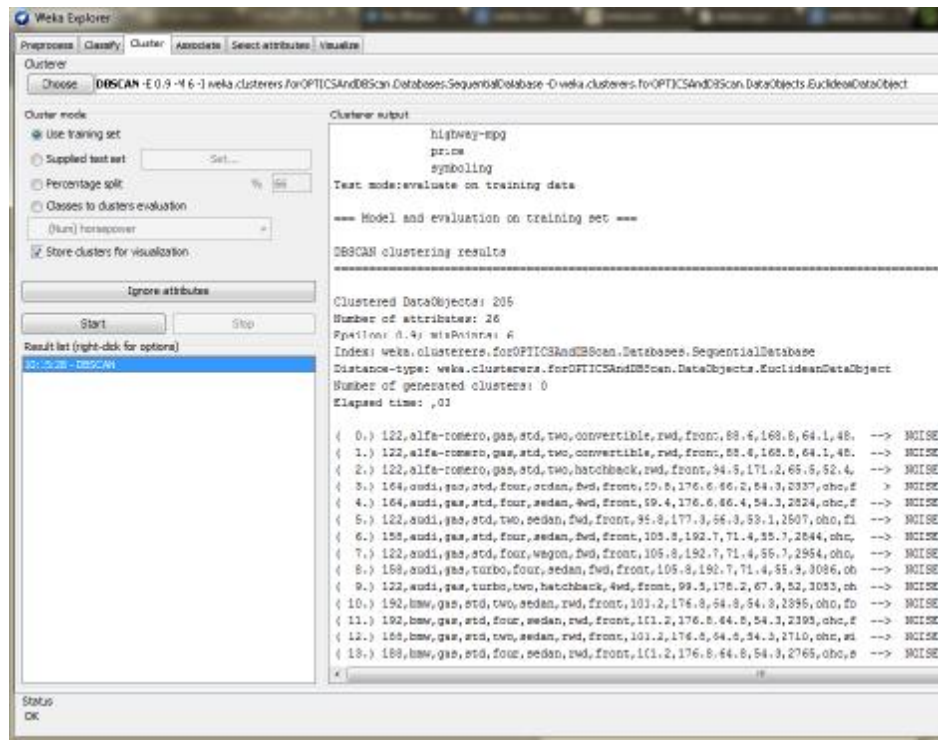 Weka Explorer
Preprocess Classify Cluster Associate Select attributes Visualize
Clusterer
Choose DBSCAN -E 0.9 -M 6 -I weka.clusterers.forOPTICSAndDBScan.Databases.SequentialDatabase -D weka.clusterers.forOPTICSAndDBScan.DataObjects.EuclideanDataObject
Cluster mode
Use training set
Supplied test set Set...
Percentage split % 66
Classes to clusters evaluation
(Num) horsepower
Store clusters for visualization
Ignore attributes
Start Stop
Result list (right-click for options)
- DBSCAN
Clusterer output
highway-mpg
price
symboling
Test mode:evaluate on training data
=== Model and evaluation on training set ===
DBSCAN clustering results
Clustered DataObjects: 205
Number of attributes: 26
Epsilon: 0.9; minPoints: 6
Index: weka.clusterers.forOPTICSAndDBScan.Databases.SequentialDatabase
Distance-type: weka.clusterers.forOPTICSAndDBScan.DataObjects.EuclideanDataObject
Number of generated clusters: 0
Elapsed time: ,03
( 0.) 122,alfa-romero,gas,std,two,convertible,rwd,front,88.6,168.8,64.1,48. --> NOISE
( 1.) 122,alfa-romero,gas,std,two,convertible,rwd,front,88.6,168.8,64.1,48. --> NOISE
( 2.) 122,alfa-romero,gas,std,two,hatchback,rwd,front,94.5,171.2,65.5,52.4, --> NOISE
( 3.) 164,audi,gas,std,four,sedan,fwd,front,99.8,176.6,66.2,54.3,2337,ohc,f > NOISE
( 4.) 164,audi,gas,std,four,sedan,4wd,front,99.4,176.6,66.4,54.3,2824,ohc,f --> NOISE
( 5.) 122,audi,gas,std,two,sedan,fwd,front,99.8,177.3,66.3,53.1,2507,ohc,fi --> NOISE
( 6.) 158,audi,gas,std,four,sedan,fwd,front,105.8,192.7,71.4,55.7,2844,ohc, --> NOISE
( 7.) 122,audi,gas,std,four,wagon,fwd,front,105.8,192.7,71.4,55.7,2954,ohc, --> NOISE
( 8.) 158,audi,gas,turbo,four,sedan,fwd,front,105.8,192.7,71.4,55.9,3086,oh --> NOISE
( 9.) 122,audi,gas,turbo,two,hatchback,4wd,front,99.5,178.2,67.9,52,3053,oh --> NOISE
( 10.) 192,bmw,gas,std,two,sedan,rwd,front,101.2,176.8,64.8,54.3,2395,ohc,fo --> NOISE
( 11.) 192,bmw,gas,std,four,sedan,rwd,front,101.2,176.8,64.8,54.3,2395,ohc,f --> NOISE
( 12.) 188,bmw,gas,std,two,sedan,rwd,front,101.2,176.8,64.8,54.3,2710,ohc,si --> NOISE
( 13.) 188,bmw,gas,std,four,sedan,rwd,front,101.2,176.8,64.8,54.3,2765,ohc,s --> NOISE
Status
OK